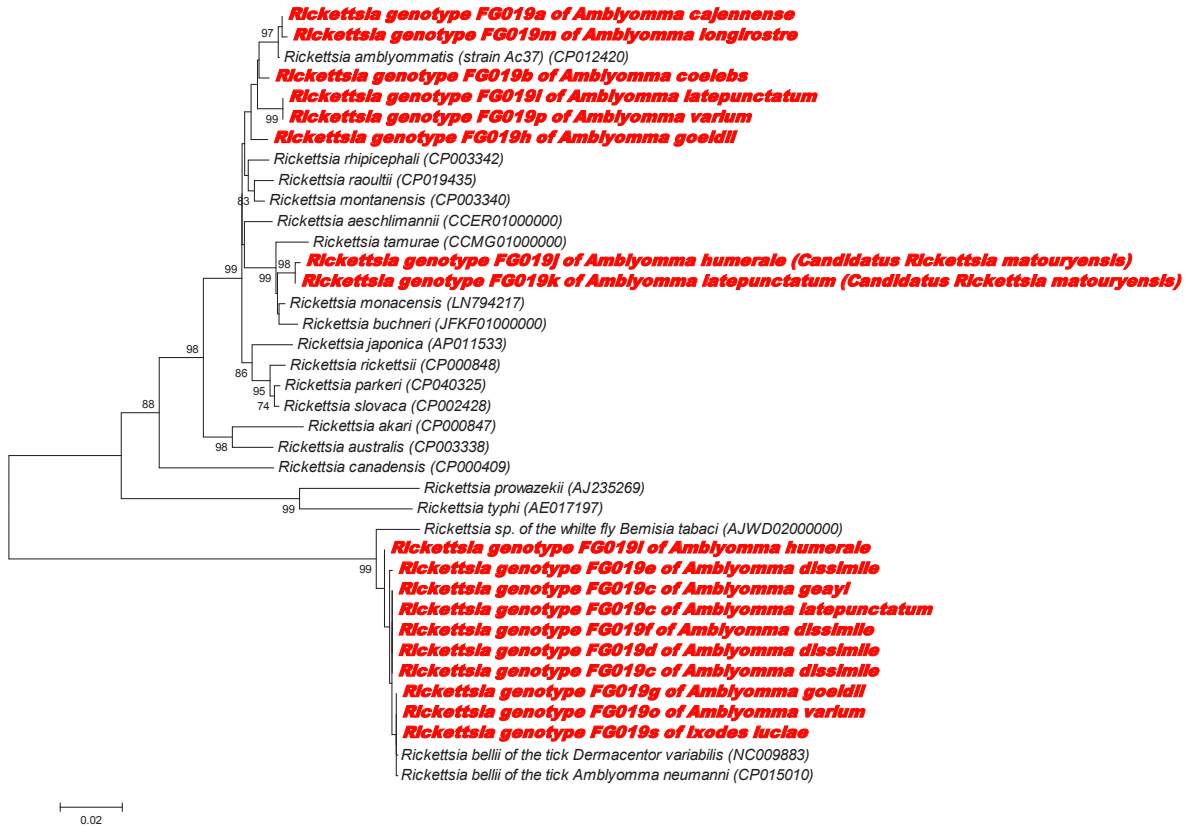 Rickettsia genotype FG019a of Amblyomma cajennense
97
Rickettsia genotype FG019m of Amblyomma longirostre
Rickettsia amblyommatis (strain Ac37) (CP012420)
Rickettsia genotype FG019b of Amblyomma coelebs
Rickettsia genotype FG019l of Amblyomma latepunctatum
99
Rickettsia genotype FG019p of Amblyomma varium
Rickettsia genotype FG019h of Amblyomma goeldii
Rickettsia rhipicephali (CP003342)
Rickettsia raoultii (CP019435)
83
Rickettsia montanensis (CP003340)
Rickettsia aeschlimannii (CCER01000000)
Rickettsia tamurae (CCMG01000000)
99
98
Rickettsia genotype FG019j of Amblyomma humerale (Candidatus Rickettsia matouryensis)
99
Rickettsia genotype FG019k of Amblyomma latepunctatum (Candidatus Rickettsia matouryensis)
Rickettsia monacensis (LN794217)
Rickettsia buchneri (JFKF01000000)
Rickettsia japonica (AP011533)
98
86
Rickettsia rickettsii (CP000848)
95
Rickettsia parkeri (CP040325)
74
Rickettsia slovaca (CP002428)
88
Rickettsia akari (CP000847)
98
Rickettsia australis (CP003338)
Rickettsia canadensis (CP000409)
Rickettsia prowazekii (AJ235269)
99
Rickettsia typhi (AE017197)
Rickettsia sp. of the whilte fly Bemisia tabaci (AJWD02000000)
Rickettsia genotype FG019i of Amblyomma humerale
99
Rickettsia genotype FG019e of Amblyomma dissimile
Rickettsia genotype FG019c of Amblyomma geayi
Rickettsia genotype FG019c of Amblyomma latepunctatum
Rickettsia genotype FG019f of Amblyomma dissimile
Rickettsia genotype FG019d of Amblyomma dissimile
Rickettsia genotype FG019c of Amblyomma dissimile
Rickettsia genotype FG019g of Amblyomma goeldii
Rickettsia genotype FG019o of Amblyomma varium
Rickettsia genotype FG019s of Ixodes luciae
Rickettsia bellii of the tick Dermacentor variabilis (NC009883)
Rickettsia bellii of the tick Amblyomma neumanni (CP015010)
0.02